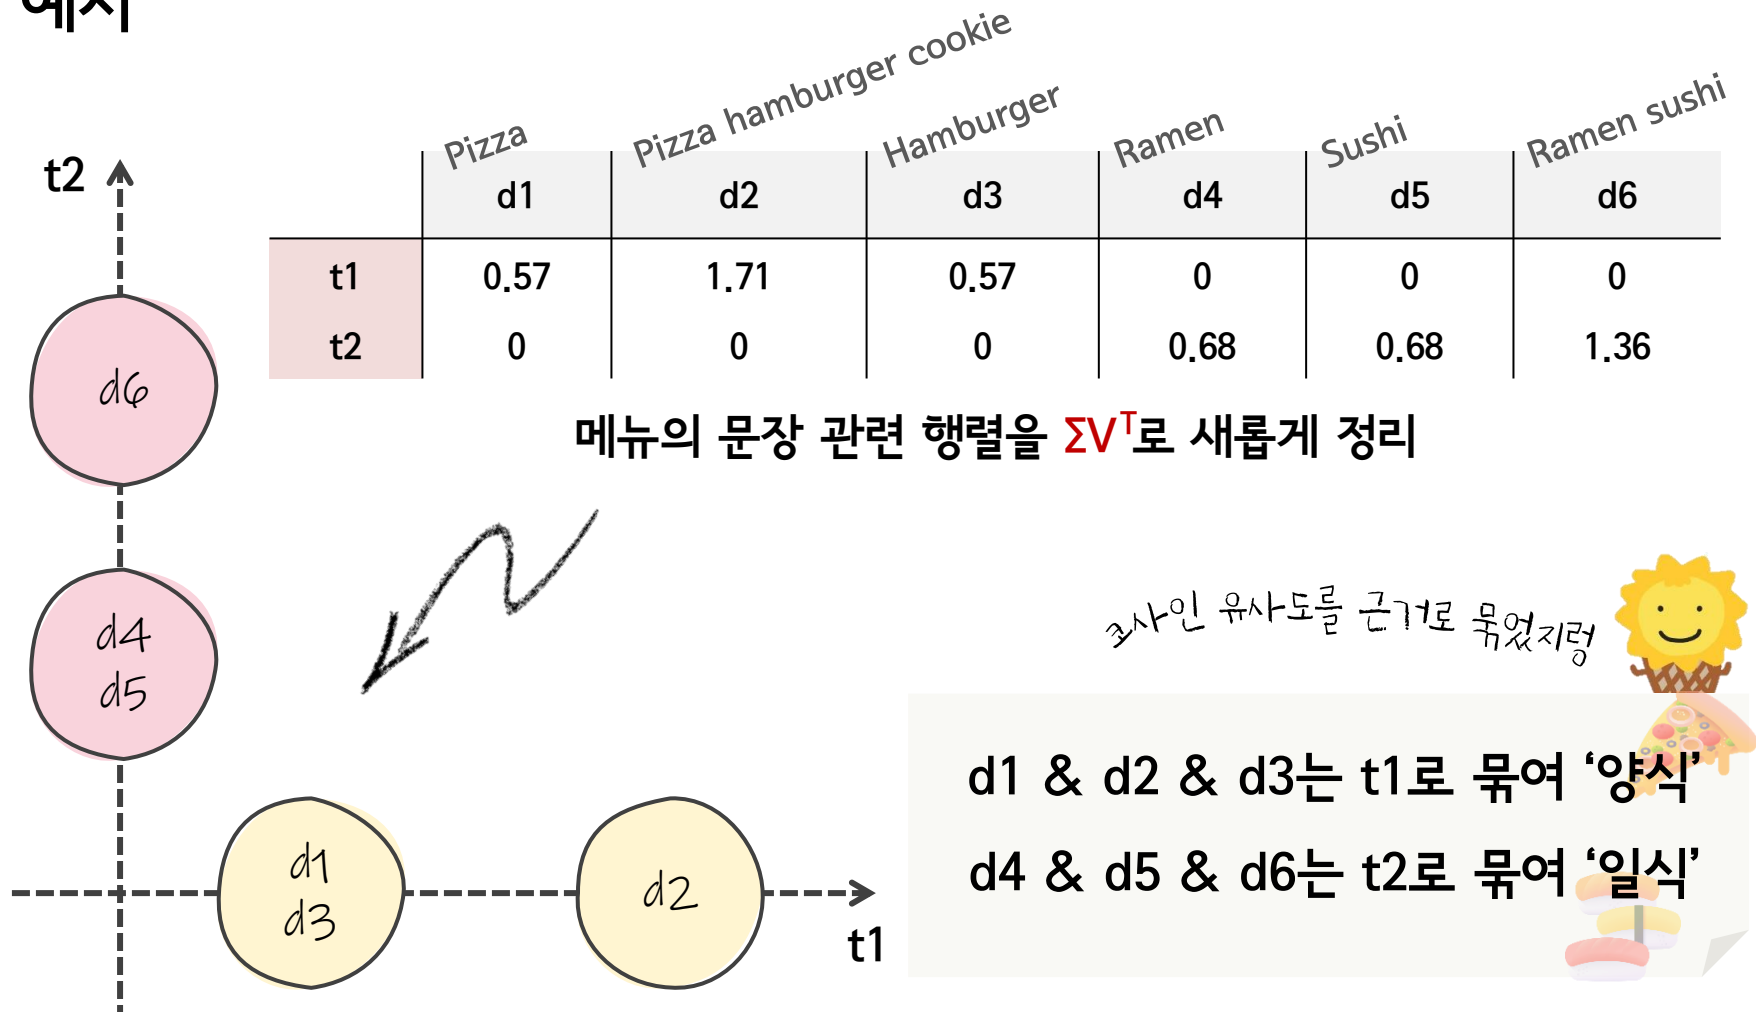 예시
Pizza
Pizza hamburger cookie
Hamburger
Ramen
Sushi
Ramen sushi
d1 d2 d3 d4 d5 d6
t1 0.57 1.71 0.57 0 0 0
t2 0 0 0 0.68 0.68 1.36
메뉴의 문장 관련 행렬을 ΣVᵀ로 새롭게 정리
t2
d6
d4
d5
d1
d3
d2
t1
코사인 유사도를 근거로 묶었지렁
d1 & d2 & d3는 t1로 묶여 ‘양식’
d4 & d5 & d6는 t2로 묶여 ‘일식’